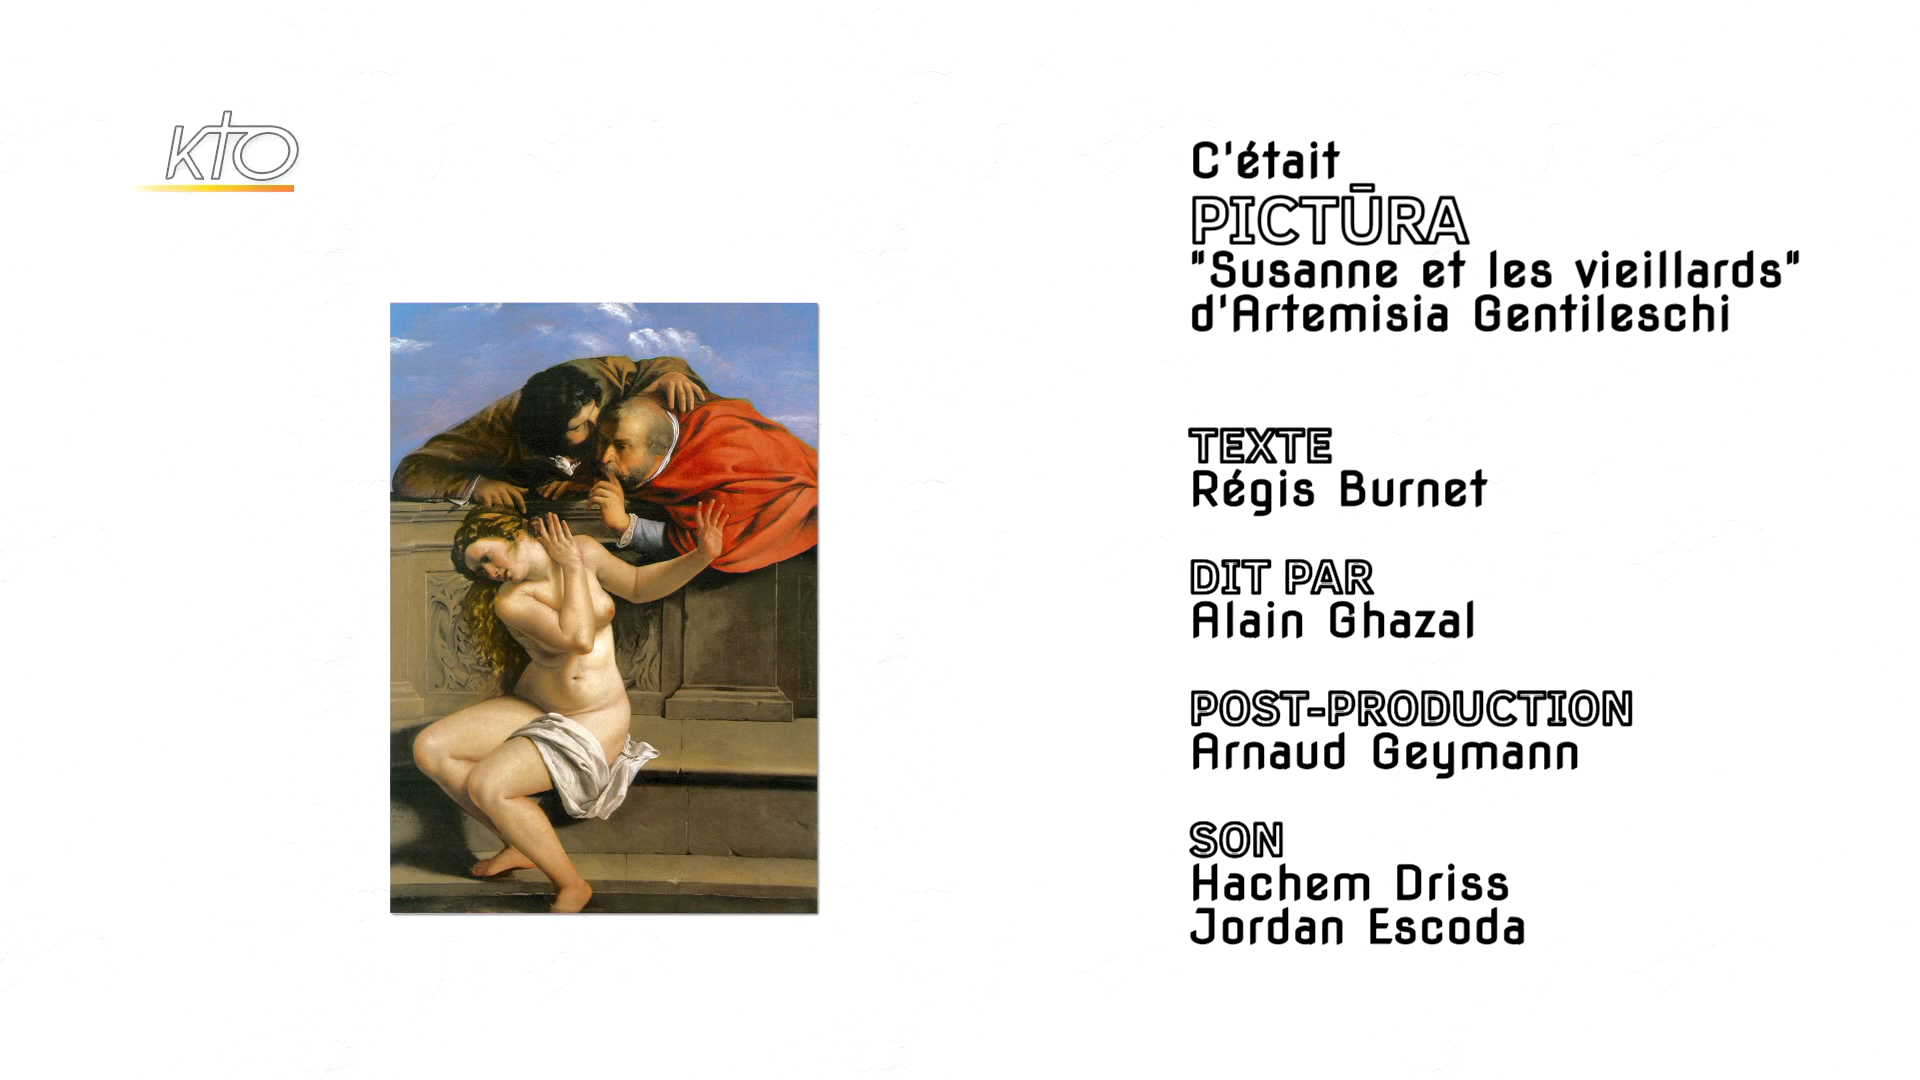 KTO
C'était
PICTŪRA
"Susanne et les vieillards"
d'Artemisia Gentileschi
TEXTE
Régis Burnet
DIT PAR
Alain Ghazal
POST-PRODUCTION
Arnaud Geymann
SON
Hachem Driss
Jordan Escoda